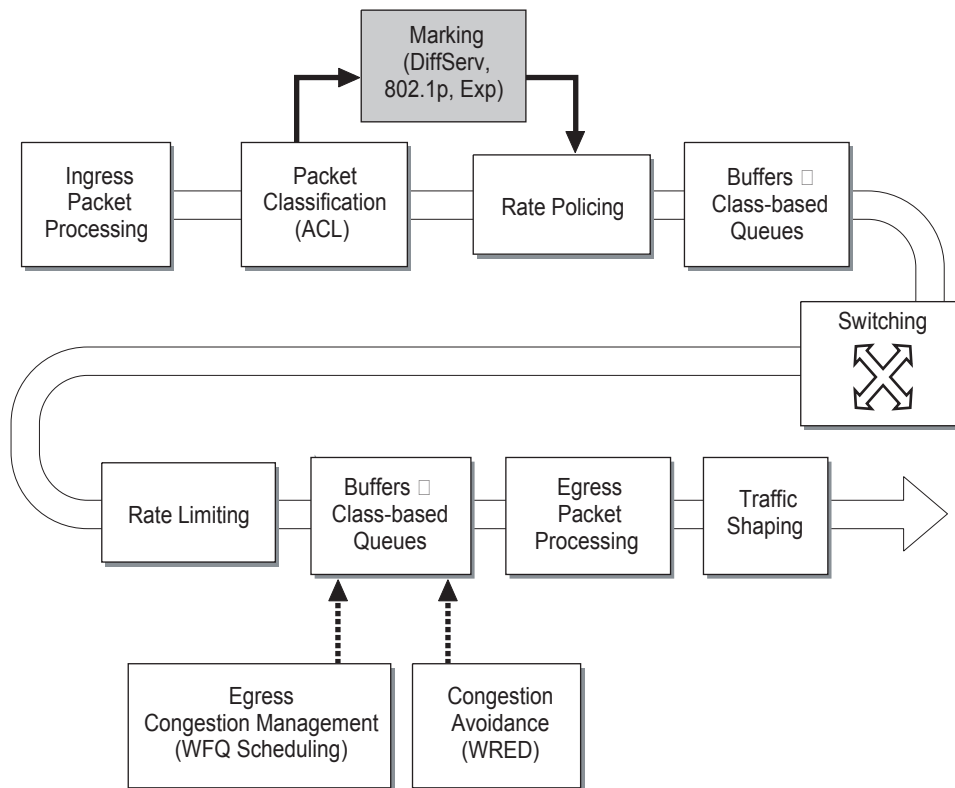 Marking
(DiffServ,
802.1p, Exp)
Ingress
Packet
Processing
Packet
Classification
(ACL)
Rate Policing
Buffers □
Class-based
Queues
Switching
Rate Limiting
Buffers □
Class-based
Queues
Egress
Packet
Processing
Traffic
Shaping
Egress
Congestion Management
(WFQ Scheduling)
Congestion
Avoidance
(WRED)